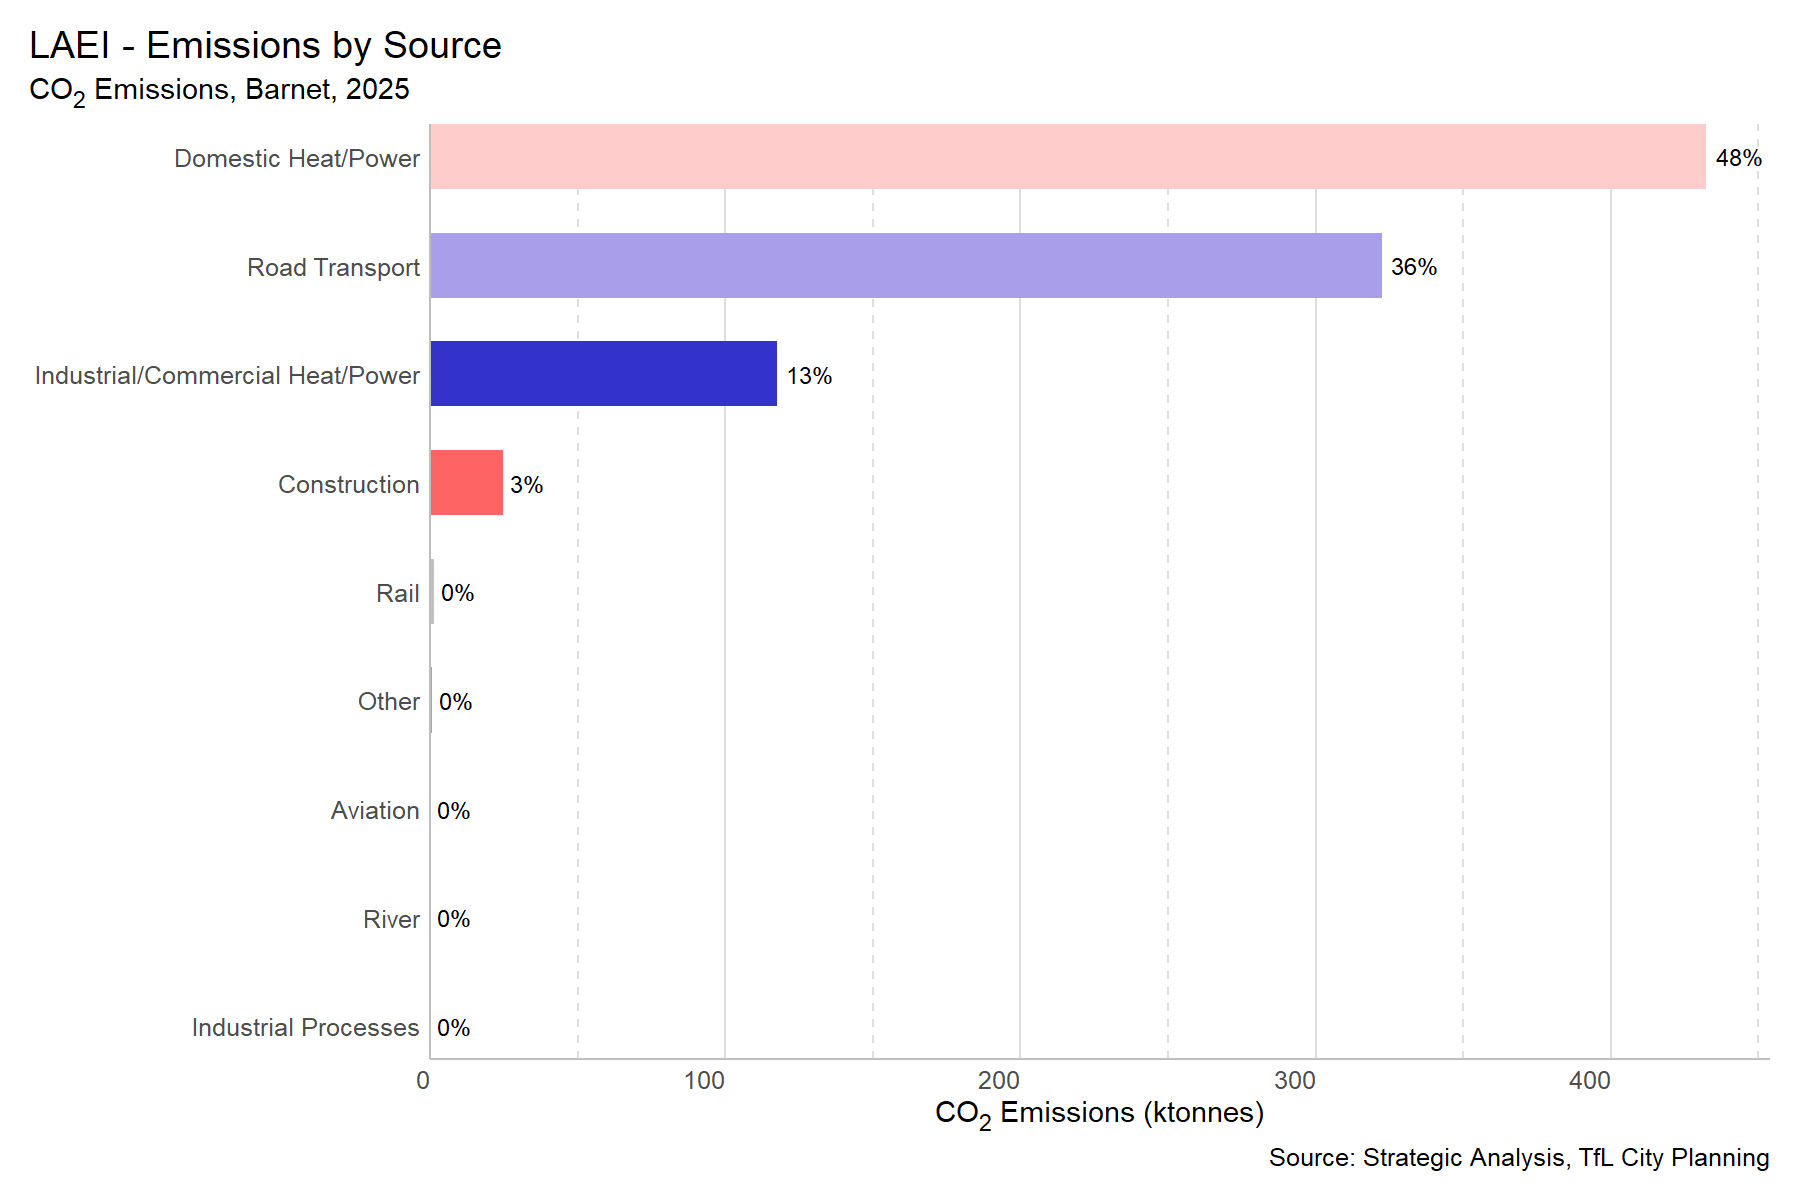 LAEI - Emissions by Source
CO₂ Emissions, Barnet, 2025
Domestic Heat/Power 48%
Road Transport 36%
Industrial/Commercial Heat/Power 13%
Construction 3%
Rail 0%
Other 0%
Aviation 0%
River 0%
Industrial Processes 0%
0 100 200 300 400
CO₂ Emissions (ktonnes)
Source: Strategic Analysis, TfL City Planning